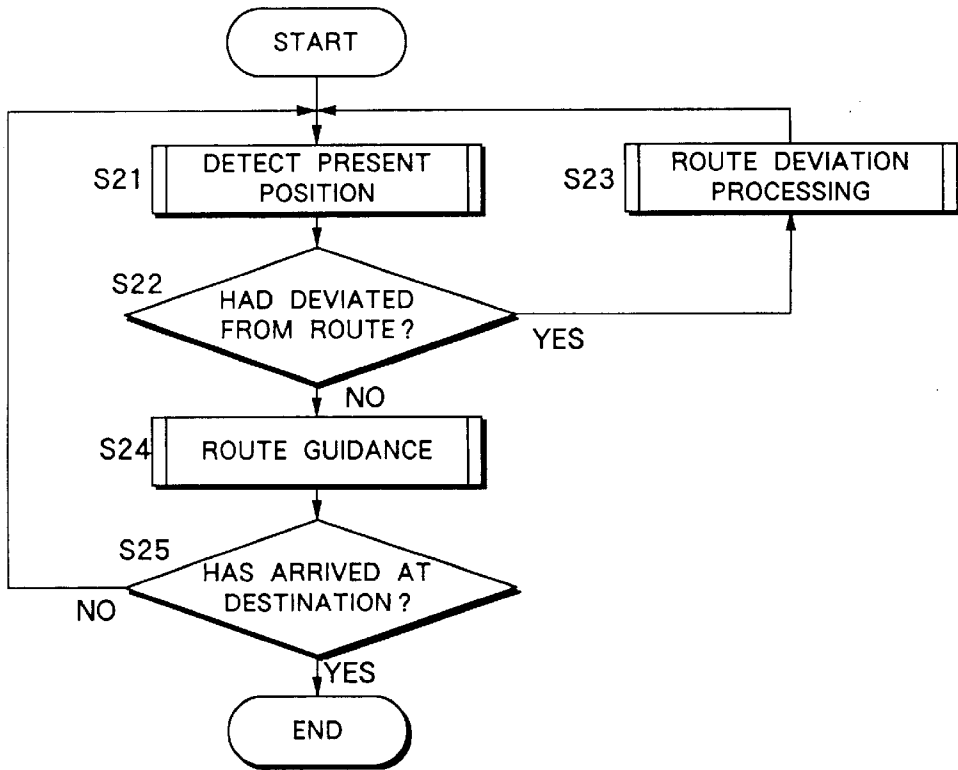 START
S21
DETECT PRESENT
POSITION
S23
ROUTE DEVIATION
PROCESSING
S22
HAD DEVIATED
FROM ROUTE?
YES
NO
S24
ROUTE GUIDANCE
S25
HAS ARRIVED AT
DESTINATION?
NO
YES
END